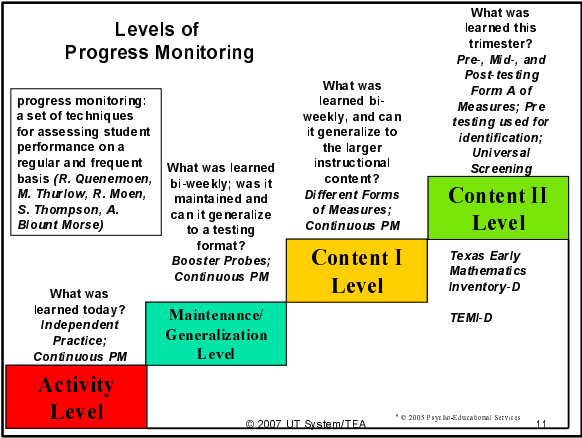 Levels of
Progress Monitoring
progress monitoring:
a set of techniques
for assessing student
performance on a
regular and frequent
basis (R. Quenemoen,
M. Thurlow, R. Moen,
S. Thompson, A.
Blount Morse)
What was
learned today?
Independent
Practice;
Continuous PM
Activity
Level
What was learned
bi-weekly; was it
maintained and
can it generalize
to a testing
format?
Booster Probes;
Continuous PM
Maintenance/
Generalization
Level
What was
learned bi-
weekly, and can
it generalize to
the larger
instructional
content?
Different Forms
of Measures;
Continuous PM
Content I
Level
What was
learned this
trimester?
Pre-, Mid-, and
Post-testing
Form A of
Measures; Pre
testing used for
identification;
Universal
Screening
Content II
Level
Texas Early
Mathematics
Inventory-D
TEMI-D
* © 2005 Psycho-Educational Services
© 2007 UT System/TEA
11